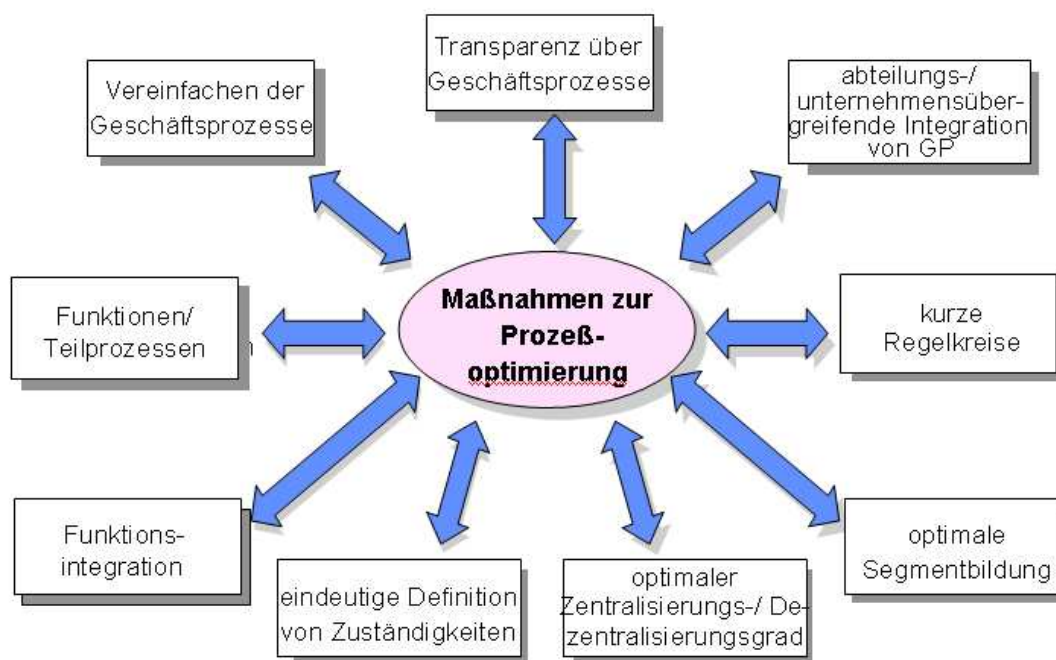 Transparenz über
Geschäftsprozesse
Vereinfachen der
Geschäftsprozesse
abteilungs-/
unternehmensüber-
greifende Integration
von GP
Maßnahmen zur
Prozeß-
optimierung
Funktionen/
Teilprozessen
kurze
Regelkreise
Funktions-
integration
eindeutige Definition
von Zuständigkeiten
optimaler
Zentralisierungs-/ De-
zentralisierungsgrad
optimale
Segmentbildung